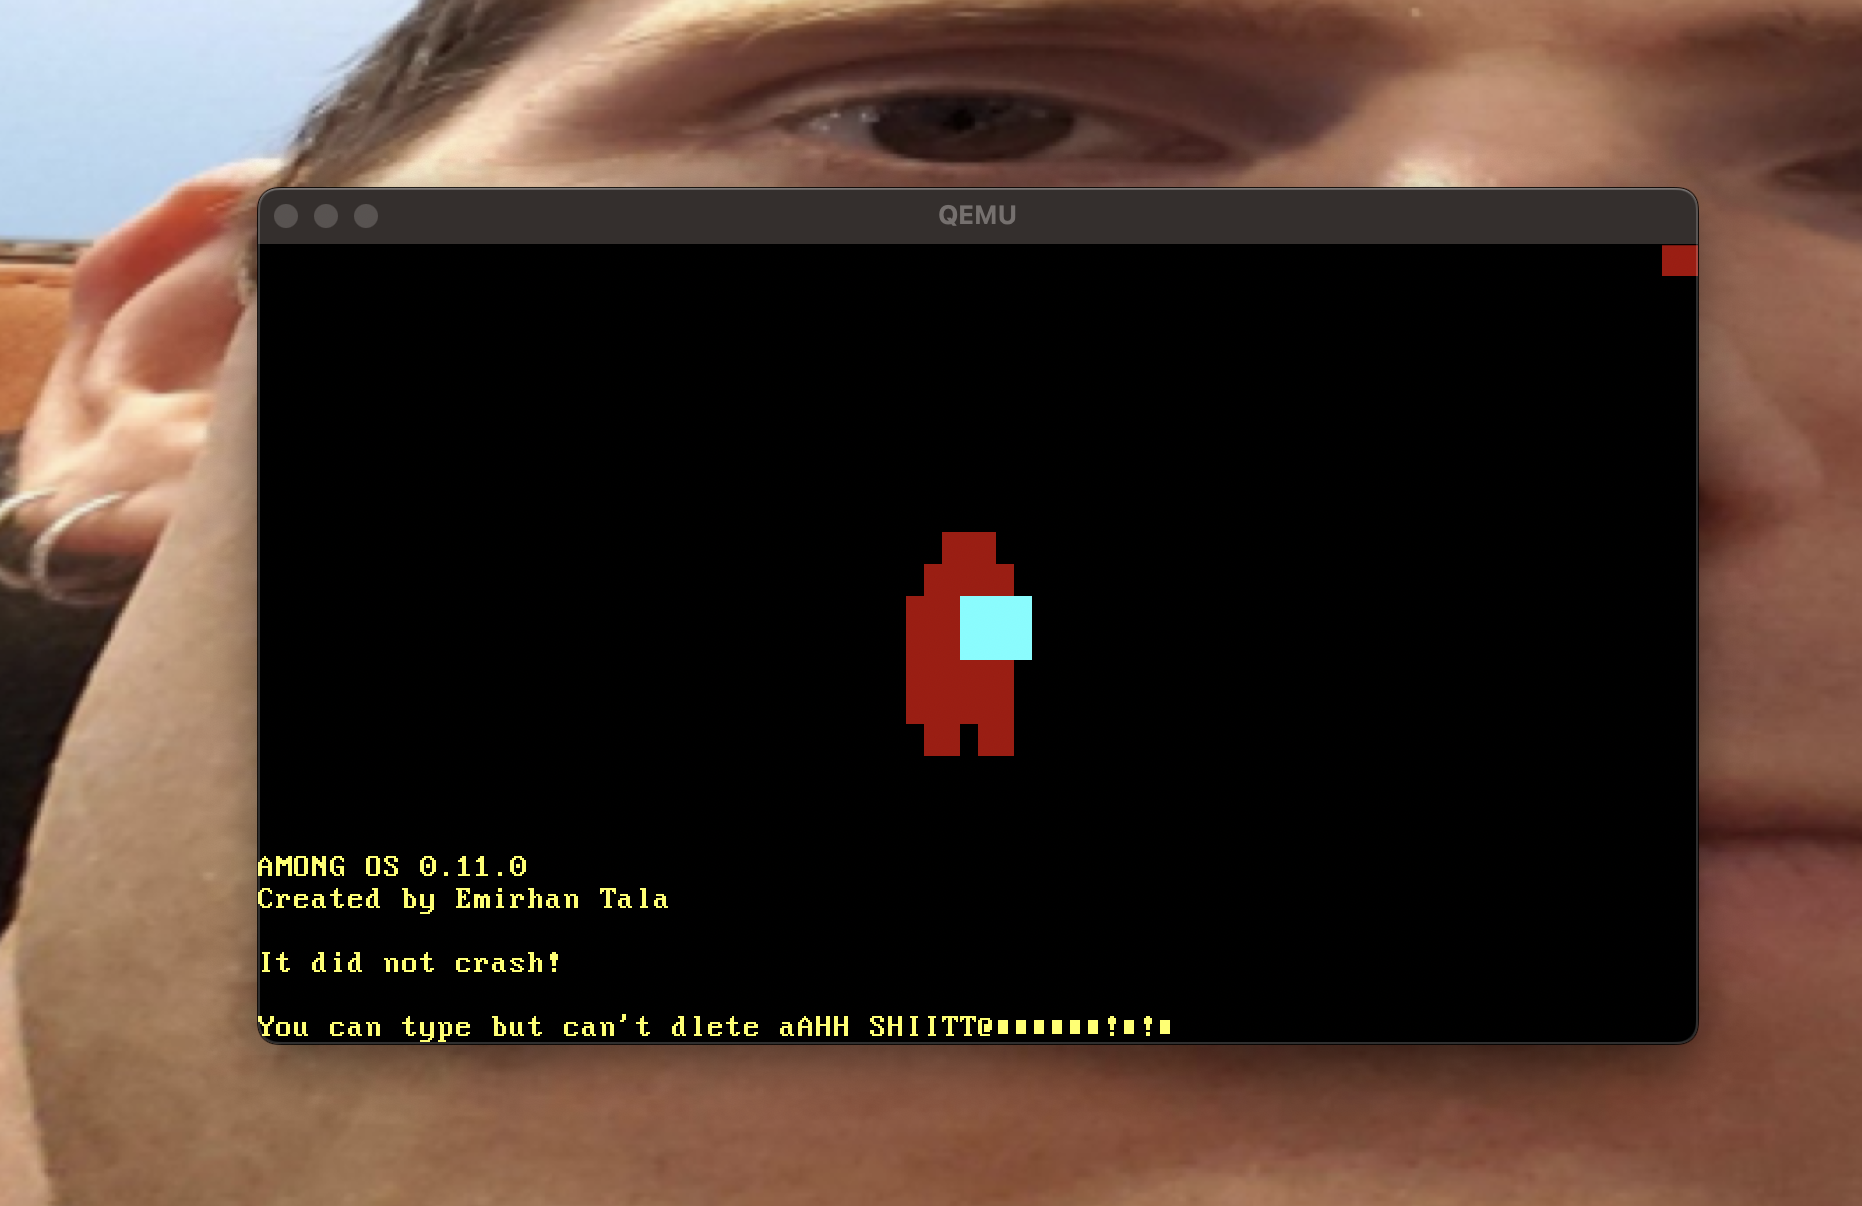 QEMU
AMONG OS 0.11.0
Created by Emirhan Tala
It did not crash!
You can type but can't dlete aAHH SHIITT@■■■■■■!■!■